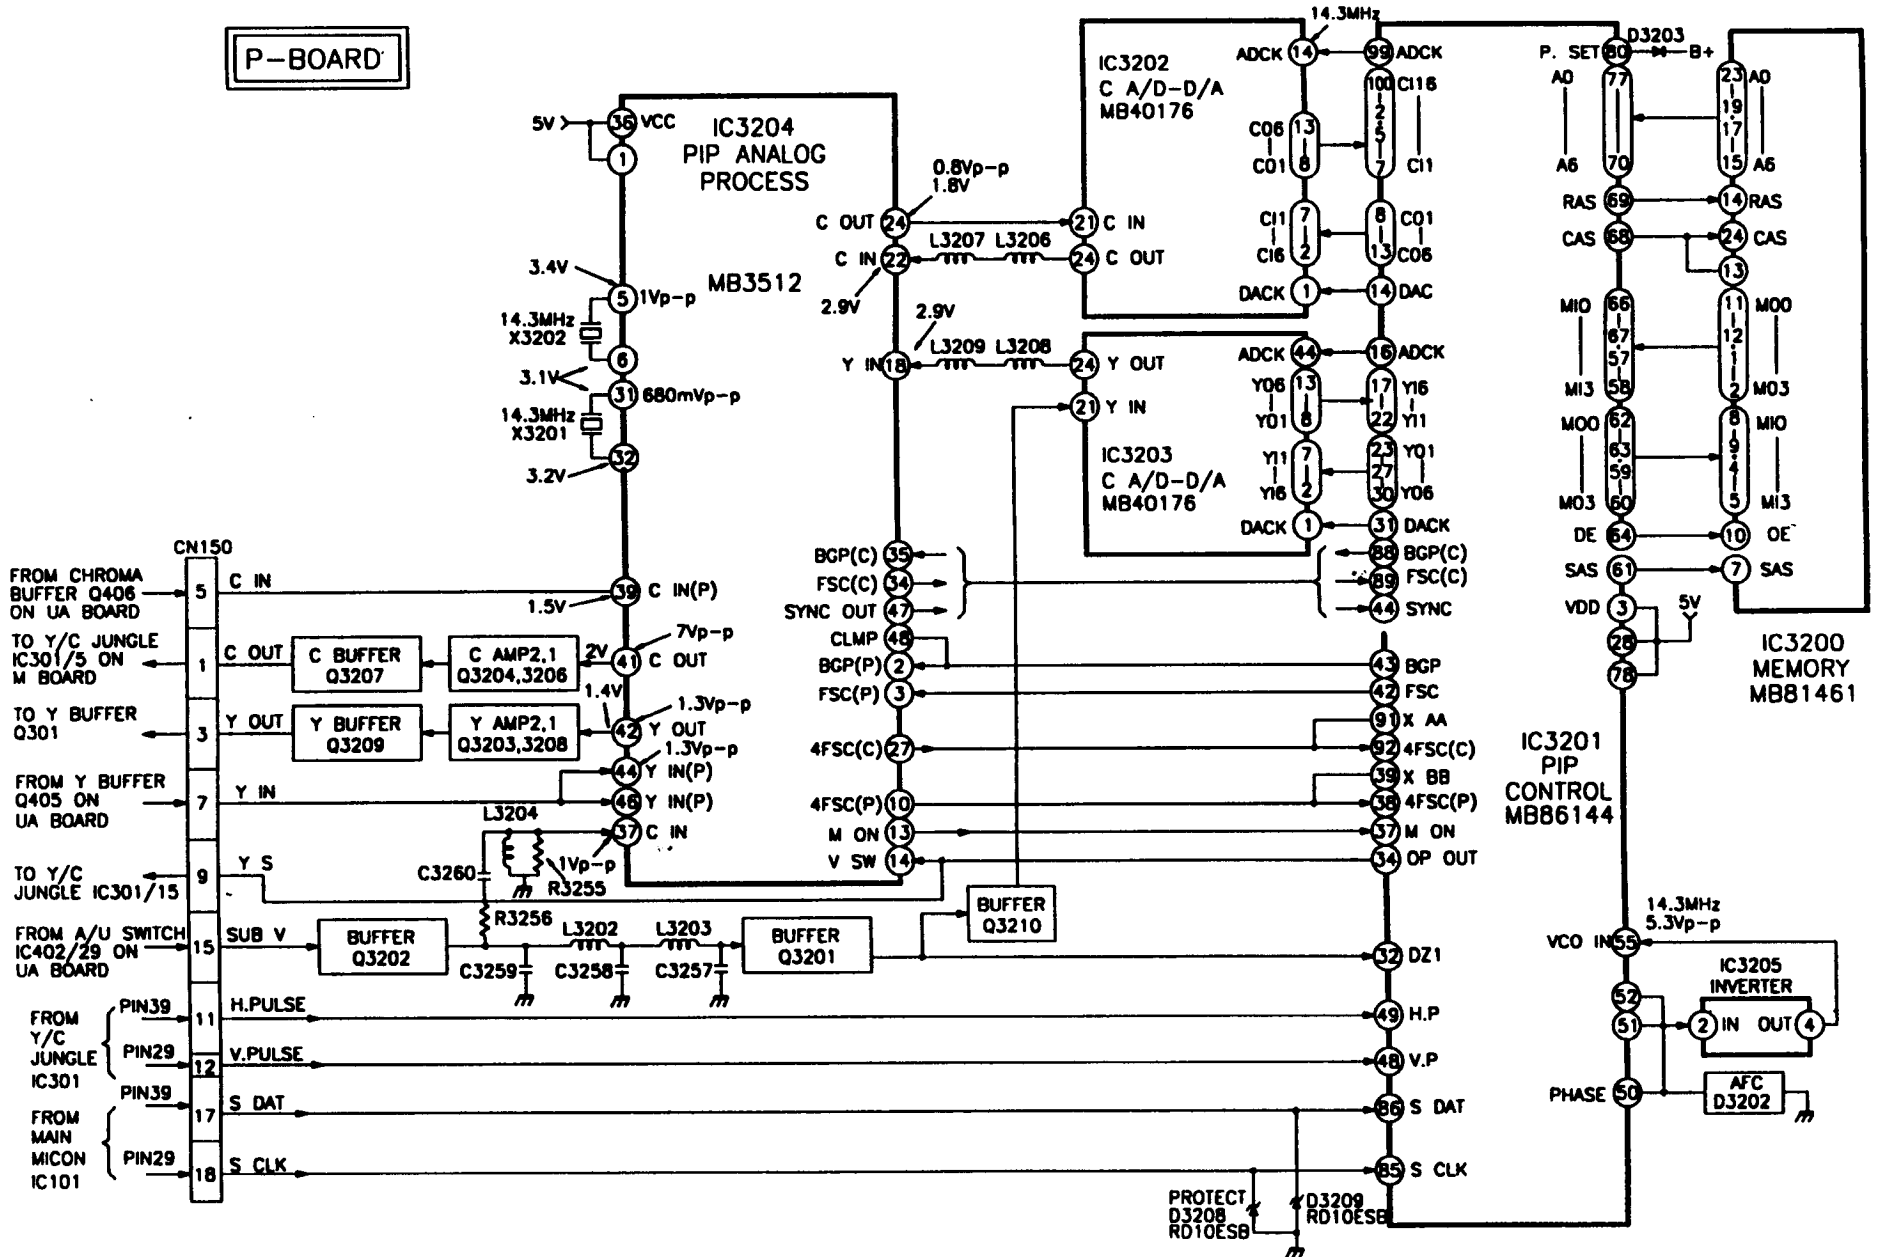 P-BOARD
IC3204
PIP ANALOG
PROCESS
MB3512
5V
36 VCC
1
3.4V
5 1Vp-p
14.3MHz
X3202
6
3.1V
31 680mVp-p
14.3MHz
X3201
32
3.2V
0.8Vp-p
1.8V
C OUT 24
C IN 22
L3207 L3206
2.9V
2.9V
Y IN 18
L3209 L3208
BGP(C) 35
FSC(C) 34
SYNC OUT 47
CLMP 48
BGP(P) 2
FSC(P) 3
4FSC(C) 27
4FSC(P) 10
M ON 13
V SW 14
39 C IN(P)
1.5V
7Vp-p
2V
41 C OUT
1.4V
1.3Vp-p
42 Y OUT
1.3Vp-p
44 Y IN(P)
46 Y IN(P)
37 C IN
1Vp-p
L3204
C3260
R3255
R3256
IC3202
C A/D-D/A
MB40176
14.3MHz
ADCK 14
C06 13
C01 8
CI1 7
CI6 2
DACK 1
21 C IN
24 C OUT
IC3203
C A/D-D/A
MB40176
24 Y OUT
21 Y IN
ADCK 44
Y06 13
Y01 8
YI1 7
YI6 2
DACK 1
99 ADCK
100 CI16
2
5
7 CI1
8 C01
13 C06
14 DAC
16 ADCK
17 YI6
22 YI1
23 Y01
27
30 Y06
31 DACK
88 BGP(C)
89 FSC(C)
44 SYNC
43 BGP
42 FSC
91 X AA
92 4FSC(C)
39 X BB
38 4FSC(P)
37 M ON
34 OP OUT
32 DZ1
49 H.P
48 V.P
86 S DAT
85 S CLK
IC3201
PIP
CONTROL
MB86144
P. SET 80
D3203
B+
A0 77
A6 70
RAS 69
CAS 68
MI0 66
67
57
MI3 58
MO0 62
63
59
MO3 60
DE 64
SAS 61
VDD 3
28
78
5V
23 A0
19
17
15 A6
14 RAS
24 CAS
13
11 MO0
12
1
2 MO3
8 MI0
9
4
5 MI3
10 OE
7 SAS
IC3200
MEMORY
MB81461
14.3MHz
5.3Vp-p
VCO IN 55
52
51
PHASE 50
IC3205
INVERTER
2 IN OUT 4
AFC
D3202
CN150
FROM CHROMA
BUFFER Q406
ON UA BOARD
5 C IN
TO Y/C JUNGLE
IC301/5 ON
M BOARD
1 C OUT
C BUFFER
Q3207
C AMP2,1
Q3204,3206
TO Y BUFFER
Q301
3 Y OUT
Y BUFFER
Q3209
Y AMP2,1
Q3203,3208
FROM Y BUFFER
Q405 ON
UA BOARD
7 Y IN
TO Y/C
JUNGLE IC301/15
9 Y S
FROM A/U SWITCH
IC402/29 ON
UA BOARD
15 SUB V
BUFFER
Q3202
L3202
L3203
C3259
C3258
C3257
BUFFER
Q3201
BUFFER
Q3210
FROM
Y/C
JUNGLE
IC301
PIN39
11 H.PULSE
PIN29
12 V.PULSE
FROM
MAIN
MICON
IC101
PIN39
17 S DAT
PIN29
18 S CLK
PROTECT
D3208
RD10ESB
D3209
RD10ESB